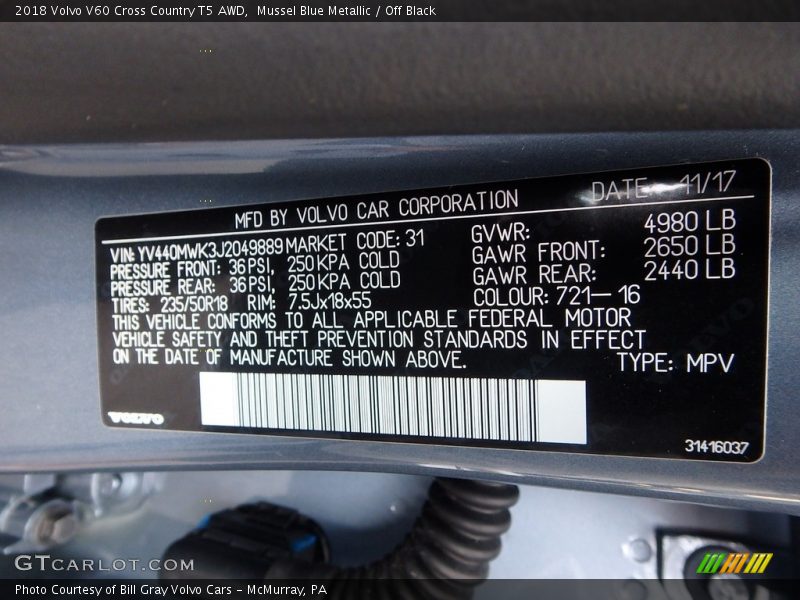 2018 Volvo V60 Cross Country T5 AWD,  Mussel Blue Metallic / Off Black
MFD BY VOLVO CAR CORPORATION DATE 11/17
VIN: YV440MWK3J2049889 MARKET CODE: 31 GVWR: 4980 LB
PRESSURE FRONT: 36 PSI, 250 KPA COLD GAWR FRONT: 2650 LB
PRESSURE REAR: 36 PSI, 250 KPA COLD GAWR REAR: 2440 LB
TIRES: 235/50R18 RIM: 7.5Jx18x55 COLOUR: 721—16
THIS VEHICLE CONFORMS TO ALL APPLICABLE FEDERAL MOTOR
VEHICLE SAFETY AND THEFT PREVENTION STANDARDS IN EFFECT
ON THE DATE OF MANUFACTURE SHOWN ABOVE. TYPE: MPV
VOLVO 31416037
GTCARLOT.COM
Photo Courtesy of Bill Gray Volvo Cars - McMurray, PA